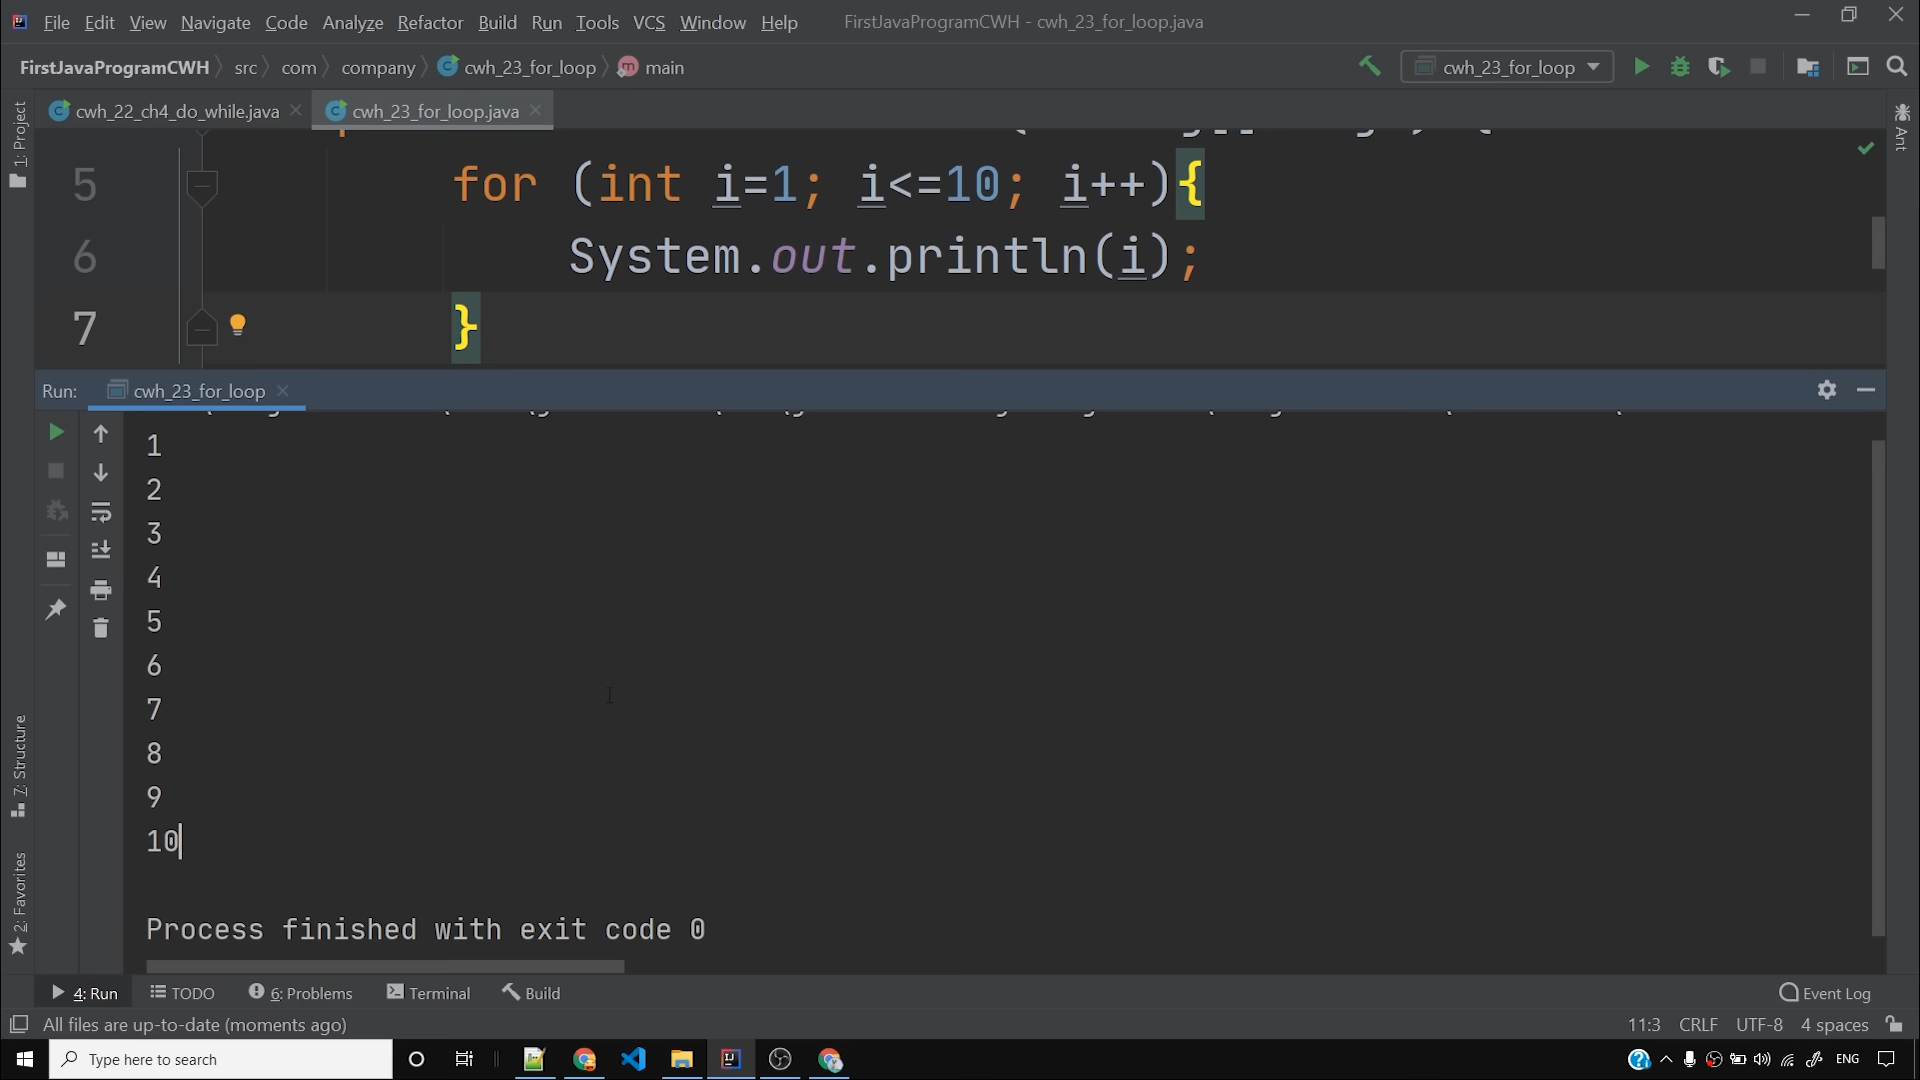 File Edit View Navigate Code Analyze Refactor Build Run Tools VCS Window Help FirstJavaProgramCWH - cwh_23_for_loop.java
FirstJavaProgramCWH src com company cwh_23_for_loop main cwh_23_for_loop
cwh_22_ch4_do_while.java cwh_23_for_loop.java
1: Project
Ant
5 for (int i=1; i<=10; i++){
6 System.out.println(i);
7 }
Run: cwh_23_for_loop
1
2
3
4
5
6
7
8
9
10
Process finished with exit code 0
7: Structure
2: Favorites
4: Run TODO 6: Problems Terminal Build Event Log
All files are up-to-date (moments ago) 11:3 CRLF UTF-8 4 spaces
Type here to search ENG